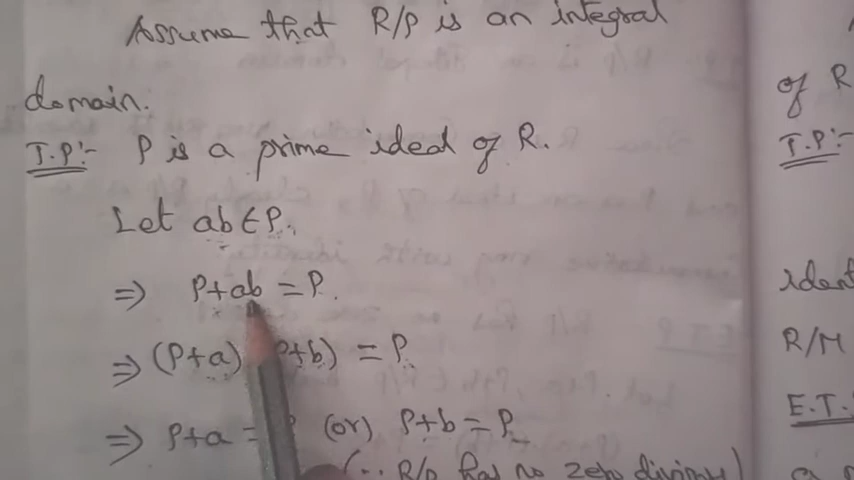 Assume that R/P is an integral
domain.
T.P:- P is a prime ideal of R.
Let ab ∈ P.
⇒ P+ab = P.
⇒ (P+a) P+b) = P.
⇒ P+a = P (or) P+b = P.
(∵ R/P has no zero divisors)
of R
T.P:-
ident
R/M
E.T.
a